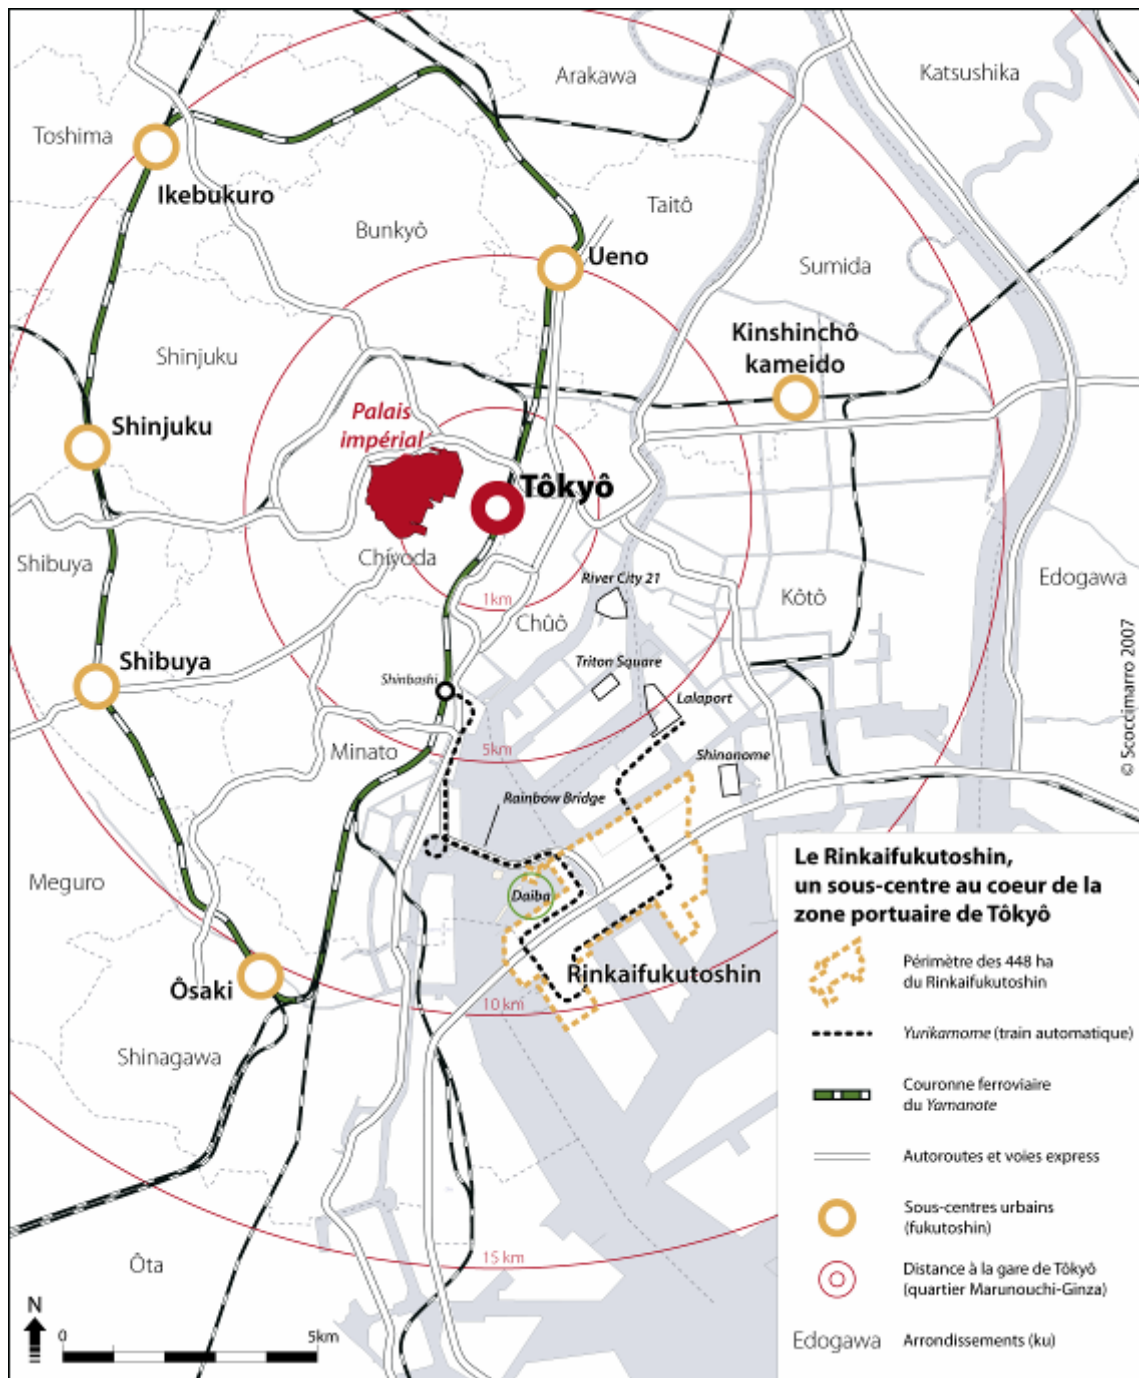 Arakawa
Katsushika
Toshima
Ikebukuro
Taitô
Bunkyô
Ueno
Sumida
Kinshinchô
kameido
Shinjuku
Shinjuku
Palais
impérial
Tôkyô
Chiyoda
Shibuya
River City 21
Edogawa
1km
Kôtô
Chûô
Shibuya
Triton Square
Shinbashi
Lalaport
Minato
5km
Shinonome
Rainbow Bridge
Meguro
Daiba
Rinkaifukutoshin
Ôsaki
10 km
Shinagawa
15 km
Ôta
N
0
5km
© Scoccimarro 2007
Le Rinkaifukutoshin,
un sous-centre au coeur de la
zone portuaire de Tôkyô
Périmètre des 448 ha
du Rinkaifukutoshin
Yurikamome (train automatique)
Couronne ferroviaire
du Yamanote
Autoroutes et voies express
Sous-centres urbains
(fukutoshin)
Distance à la gare de Tôkyô
(quartier Marunouchi-Ginza)
Edogawa
Arrondissements (ku)